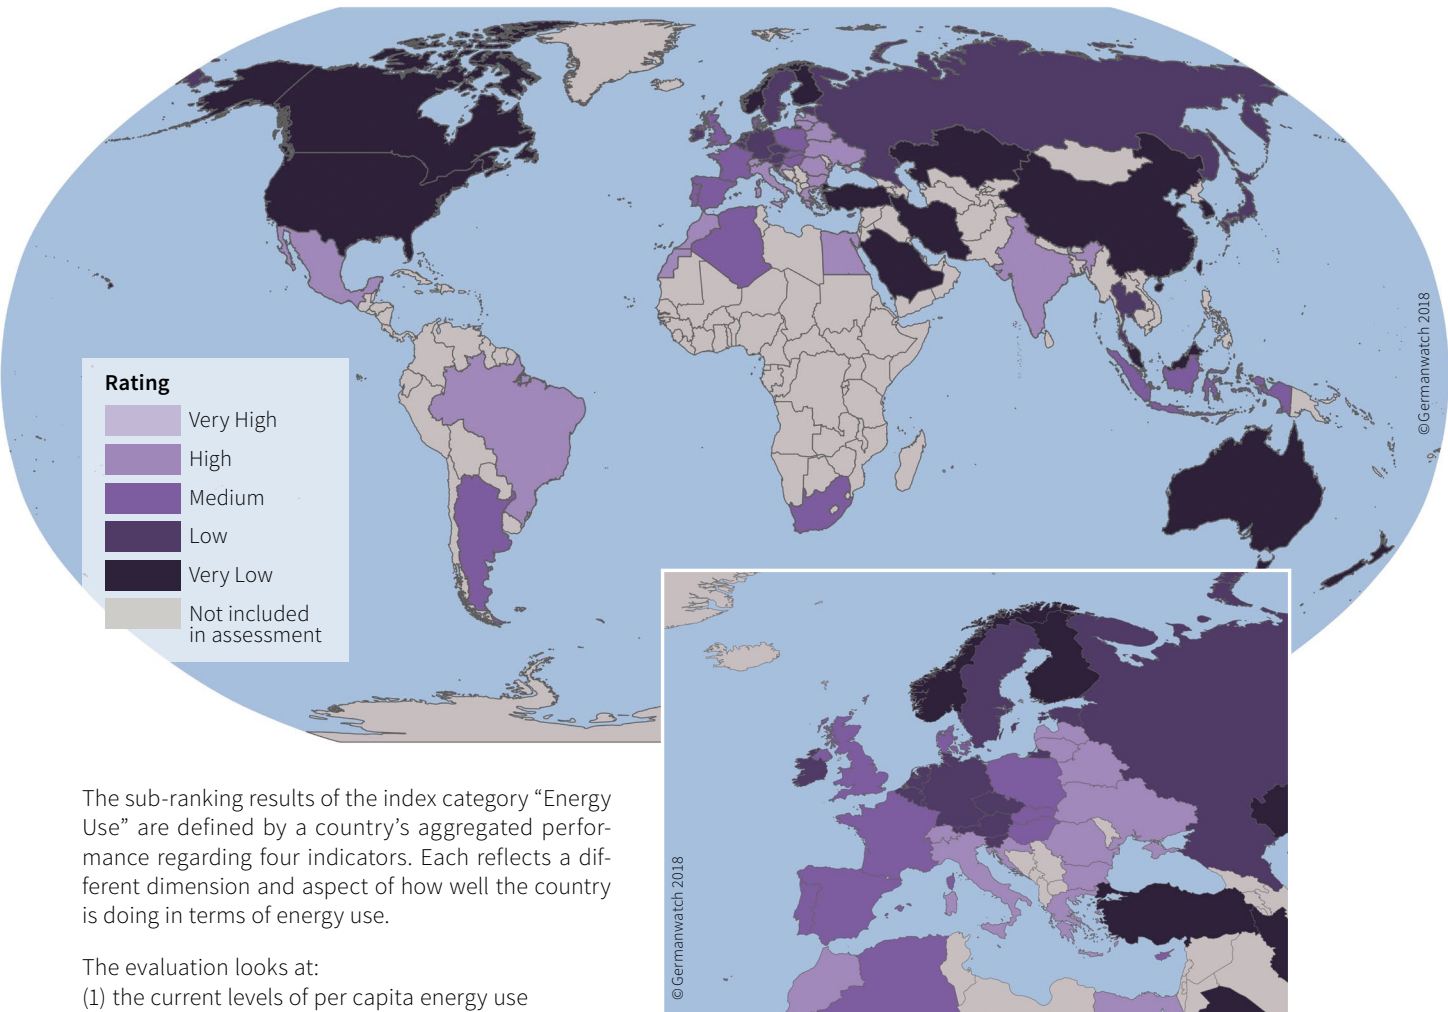 Rating
Very High
High
Medium
Low
Very Low
Not included
in assessment
©Germanwatch 2018
©Germanwatch 2018
The sub-ranking results of the index category “Energy
Use” are defined by a country’s aggregated perfor-
mance regarding four indicators. Each reflects a dif-
ferent dimension and aspect of how well the country
is doing in terms of energy use.
The evaluation looks at:
(1) the current levels of per capita energy use